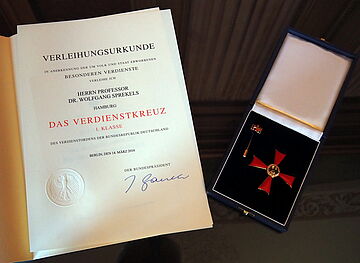 VERLEIHUNGSURKUNDE
IN ANERKENNUNG DER UM VOLK UND STAAT ERWORBENEN
BESONDEREN VERDIENSTE
VERLEIHE ICH
HERRN PROFESSOR
DR. WOLFGANG SPREKELS
HAMBURG
DAS VERDIENSTKREUZ
1. KLASSE
DES VERDIENSTORDENS DER BUNDESREPUBLIK DEUTSCHLAND
BERLIN, DEN 14. MÄRZ 2016
DER BUNDESPRÄSIDENT